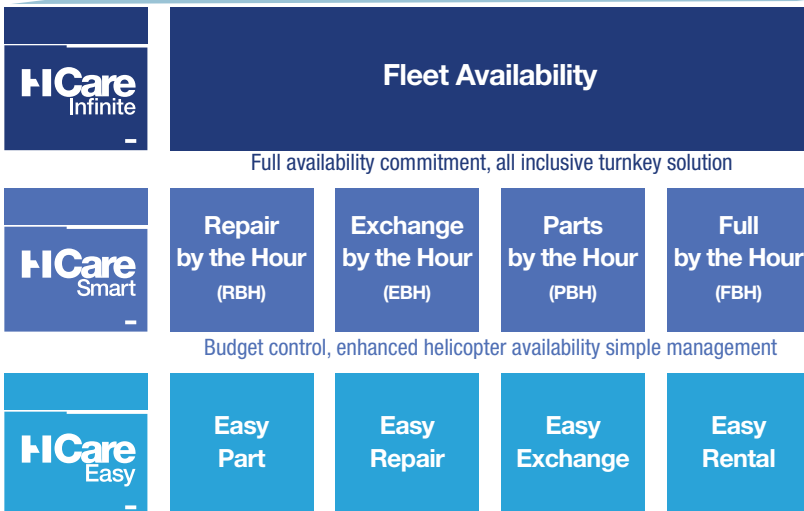 HCare
Infinite
Fleet Availability
Full availability commitment, all inclusive turnkey solution
HCare
Smart
Repair
by the Hour
(RBH)
Exchange
by the Hour
(EBH)
Parts
by the Hour
(PBH)
Full
by the Hour
(FBH)
Budget control, enhanced helicopter availability simple management
HCare
Easy
Easy
Part
Easy
Repair
Easy
Exchange
Easy
Rental